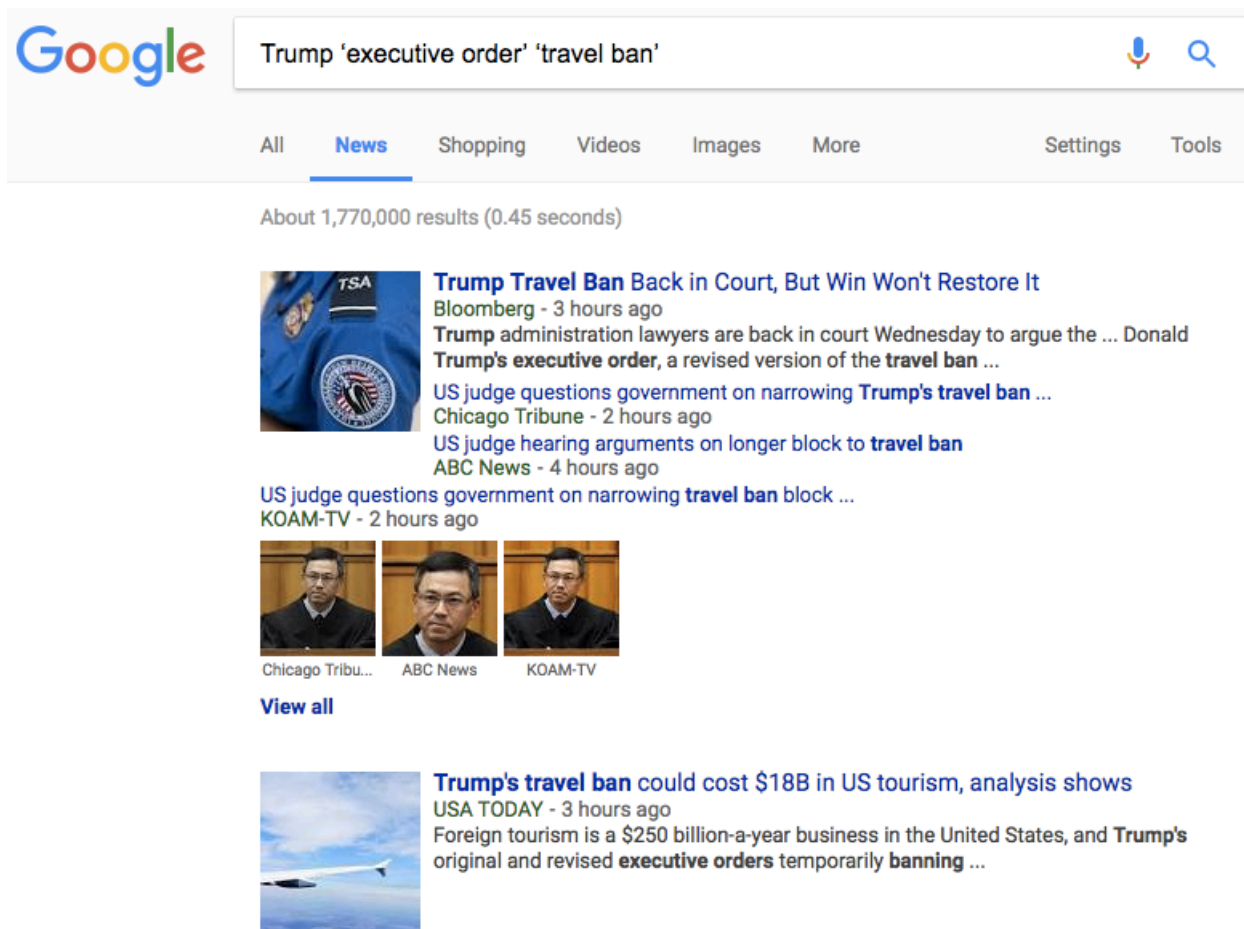 Google
Trump ‘executive order’ ‘travel ban’
All News Shopping Videos Images More Settings Tools
About 1,770,000 results (0.45 seconds)
TSA
Trump Travel Ban Back in Court, But Win Won't Restore It
Bloomberg - 3 hours ago
Trump administration lawyers are back in court Wednesday to argue the ... Donald
Trump's executive order, a revised version of the travel ban ...
US judge questions government on narrowing Trump's travel ban ...
Chicago Tribune - 2 hours ago
US judge hearing arguments on longer block to travel ban
ABC News - 4 hours ago
US judge questions government on narrowing travel ban block ...
KOAM-TV - 2 hours ago
Chicago Tribu... ABC News KOAM-TV
View all
Trump's travel ban could cost $18B in US tourism, analysis shows
USA TODAY - 3 hours ago
Foreign tourism is a $250 billion-a-year business in the United States, and Trump's
original and revised executive orders temporarily banning ...